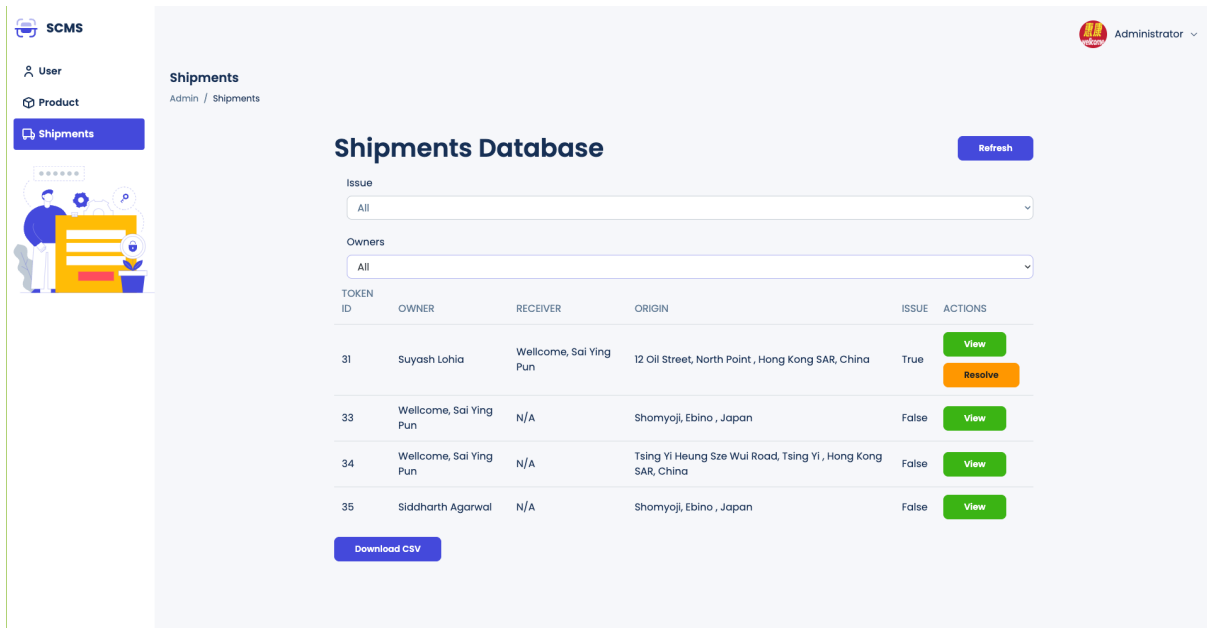 SCMS
Administrator
User
Product
Shipments
Shipments
Admin / Shipments
Shipments Database
Refresh
Issue
All
Owners
All
TOKEN
ID OWNER RECEIVER ORIGIN ISSUE ACTIONS
31 Suyash Lohia Wellcome, Sai Ying
Pun 12 Oil Street, North Point , Hong Kong SAR, China True View
Resolve
33 Wellcome, Sai Ying
Pun N/A Shomyoji, Ebino , Japan False View
34 Wellcome, Sai Ying
Pun N/A Tsing Yi Heung Sze Wui Road, Tsing Yi , Hong Kong
SAR, China False View
35 Siddharth Agarwal N/A Shomyoji, Ebino , Japan False View
Download CSV
惠康
wellcome